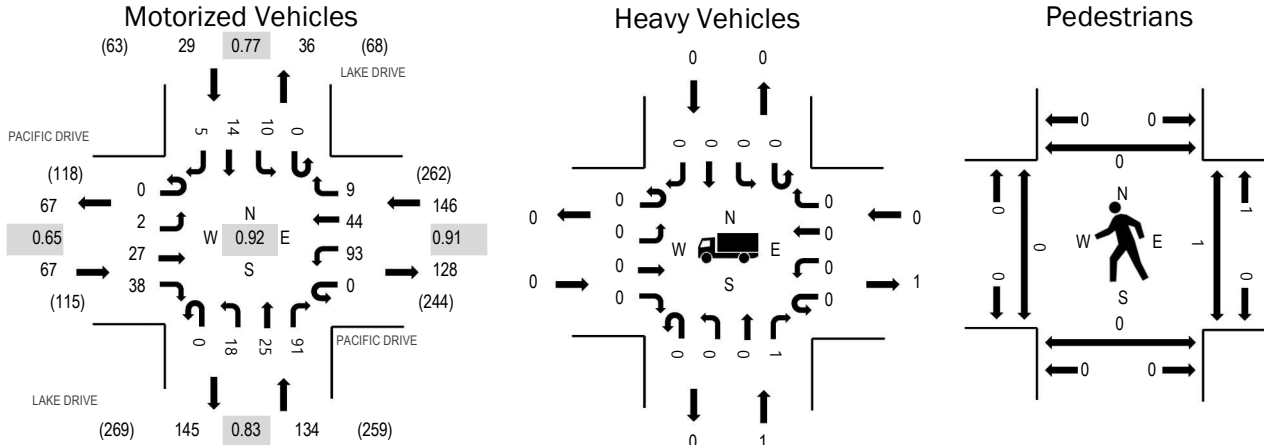 Motorized Vehicles
(63) 29 0.77 36 (68)
LAKE DRIVE
5 14 10 0
PACIFIC DRIVE
(118) 0 9 (262)
67 2 44 146
0.65 W N 0.92 E S 0.91
27 93
67 38 0 128
(115) (244)
0 18 25 91
PACIFIC DRIVE
LAKE DRIVE
(269) 145 0.83 134 (259)
Heavy Vehicles
0 0
0 0 0 0
0 0
0 0 0 0
N
W E
S
0 0
0 0 0 1
0 0 0 1
0 1
Pedestrians
0 0
0
N
0 1
W E
0 1
S
0 0
0
0 0